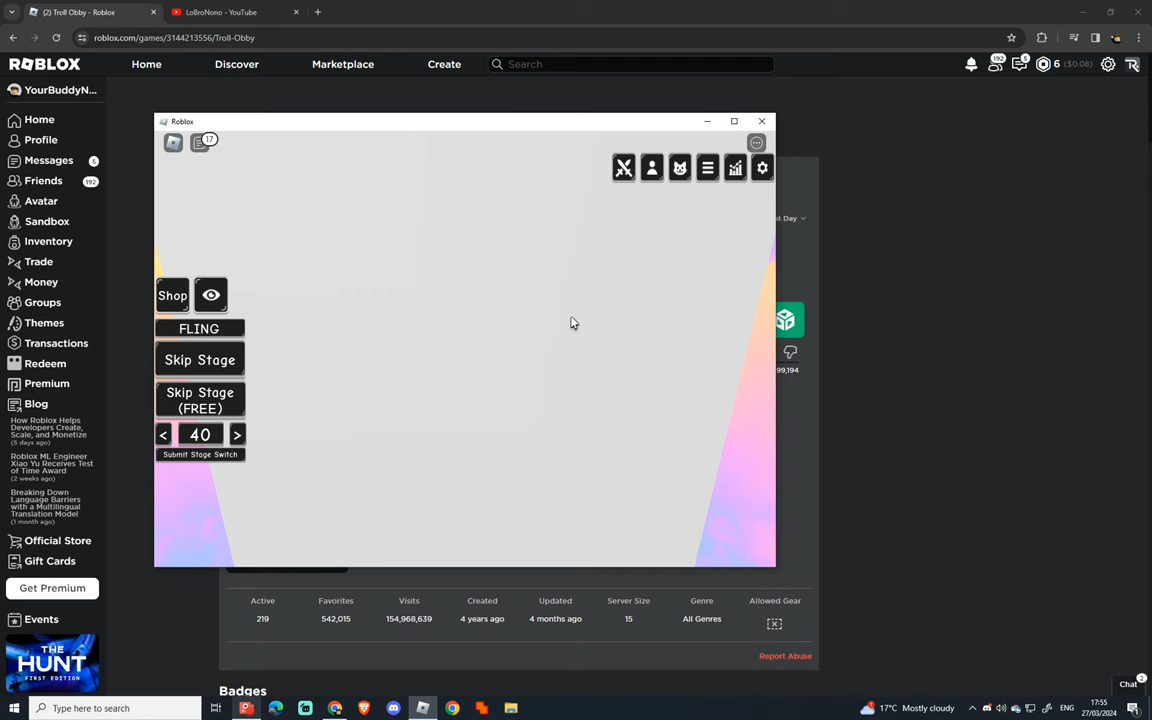 (2) Troll Obby - Roblox
LoBroNono - YouTube
roblox.com/games/3144213556/Troll-Obby
ROBLOX
Home
Discover
Marketplace
Create
Search
192
5
6
($0.08)
YourBuddyN...
Home
Profile
Messages
5
Friends
192
Avatar
Sandbox
Inventory
Trade
Money
Groups
Themes
Transactions
Redeem
Premium
Blog
How Roblox Helps
Developers Create,
Scale, and Monetize
(5 days ago)
Roblox ML Engineer
Xiao Yu Receives Test
of Time Award
(2 weeks ago)
Breaking Down
Language Barriers
with a Multilingual
Translation Model
(1 month ago)
Official Store
Gift Cards
Get Premium
Events
THE
HUNT
FIRST EDITION
Roblox
17
Shop
FLING
Skip Stage
Skip Stage
(FREE)
< 40 >
Submit Stage Switch
st Day
99,194
Active
Favorites
Visits
Created
Updated
Server Size
Genre
Allowed Gear
219
542,015
154,968,639
4 years ago
4 months ago
15
All Genres
Report Abuse
Badges
Chat
2
Type here to search
17°C Mostly cloudy
ENG
17:55
27/03/2024
1